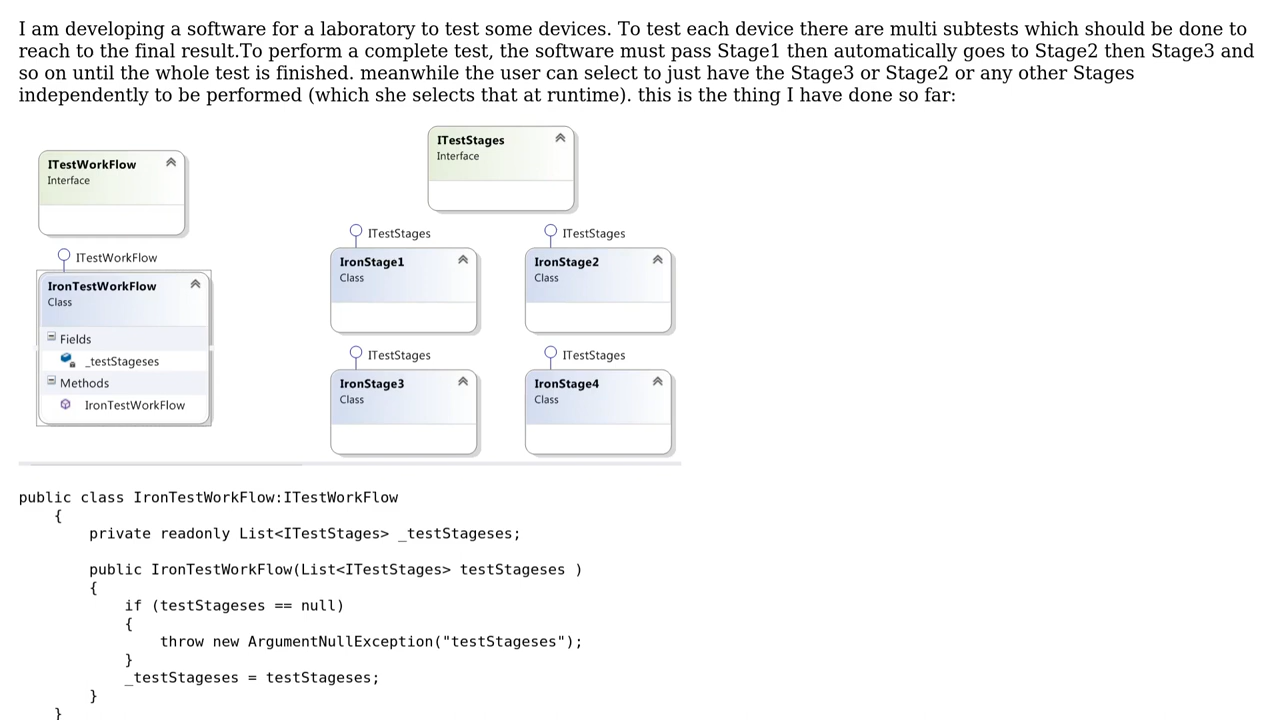 I am developing a software for a laboratory to test some devices. To test each device there are multi subtests which should be done to
reach to the final result.To perform a complete test, the software must pass Stage1 then automatically goes to Stage2 then Stage3 and
so on until the whole test is finished. meanwhile the user can select to just have the Stage3 or Stage2 or any other Stages
independently to be performed (which she selects that at runtime). this is the thing I have done so far:
ITestWorkFlow
Interface
ITestStages
Interface
ITestWorkFlow
IronTestWorkFlow
Class
Fields
_testStageses
Methods
IronTestWorkFlow
ITestStages
IronStage1
Class
ITestStages
IronStage2
Class
ITestStages
IronStage3
Class
ITestStages
IronStage4
Class
public class IronTestWorkFlow:ITestWorkFlow
{
private readonly List<ITestStages> _testStageses;
public IronTestWorkFlow(List<ITestStages> testStageses )
{
if (testStageses == null)
{
throw new ArgumentNullException("testStageses");
}
_testStageses = testStageses;
}
}